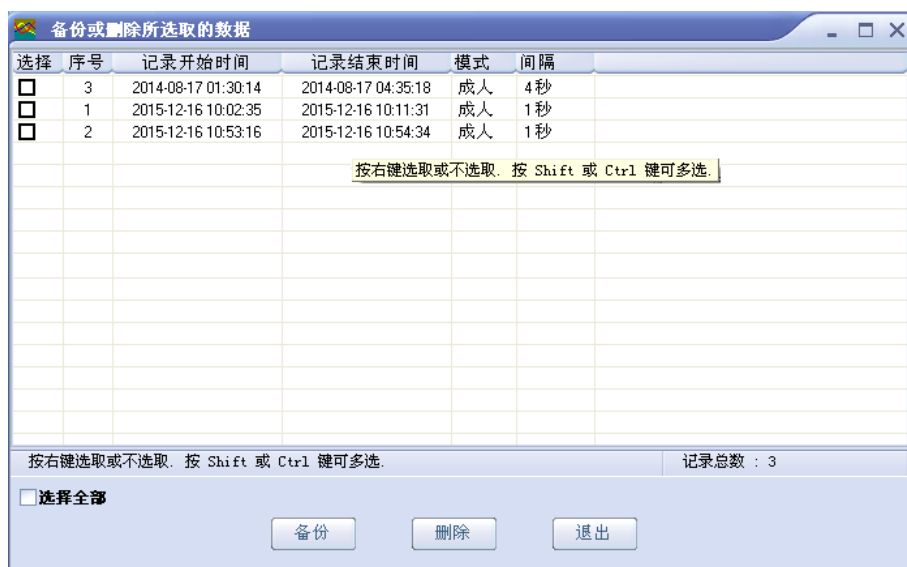 备份或删除所选取的数据
选择 序号 记录开始时间 记录结束时间 模式 间隔
3 2014-08-17 01:30:14 2014-08-17 04:35:18 成人 4秒
1 2015-12-16 10:02:35 2015-12-16 10:11:31 成人 1秒
2 2015-12-16 10:53:16 2015-12-16 10:54:34 成人 1秒
按右键选取或不选取. 按 Shift 或 Ctrl 键可多选.
按右键选取或不选取. 按 Shift 或 Ctrl 键可多选. 记录总数 : 3
选择全部
备份 删除 退出